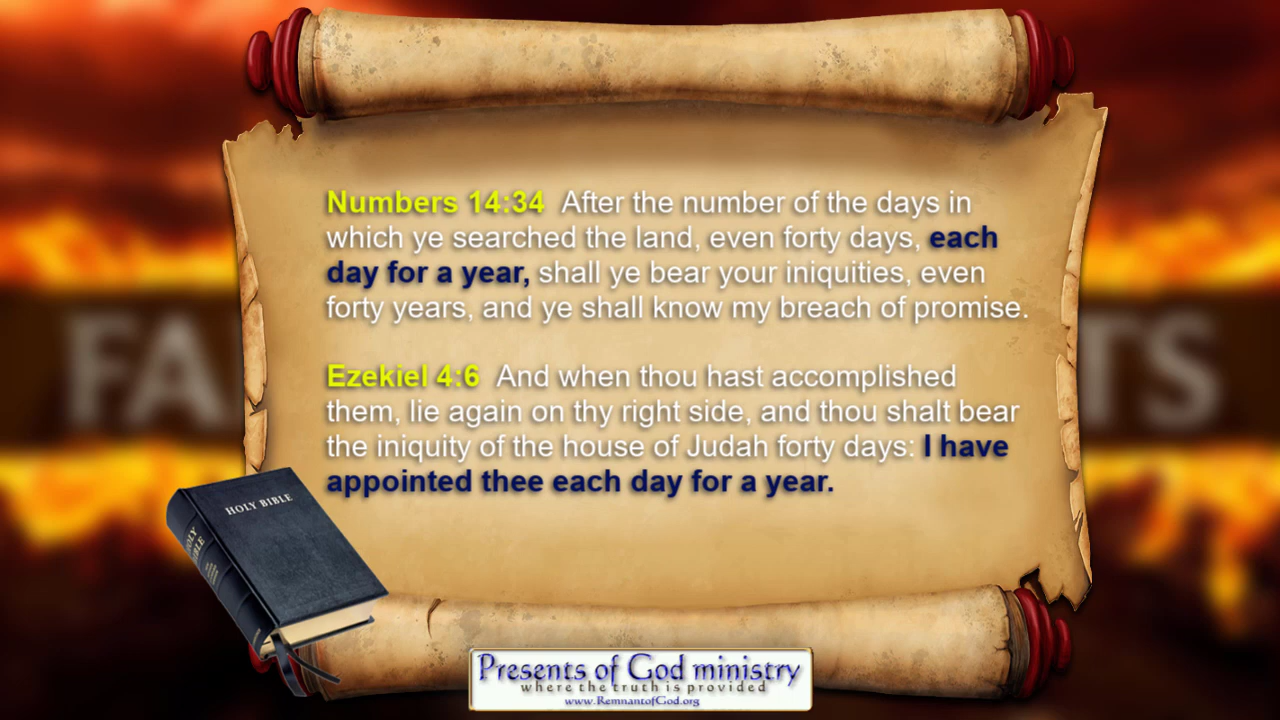 Numbers 14:34 After the number of the days in
which ye searched the land, even forty days, each
day for a year, shall ye bear your iniquities, even
forty years, and ye shall know my breach of promise.
Ezekiel 4:6 And when thou hast accomplished
them, lie again on thy right side, and thou shalt bear
the iniquity of the house of Judah forty days: I have
appointed thee each day for a year.
FA
TS
HOLY BIBLE
HOLY
BIBLE
Presents of God ministry
where the truth is provided
www.RemnantofGod.org